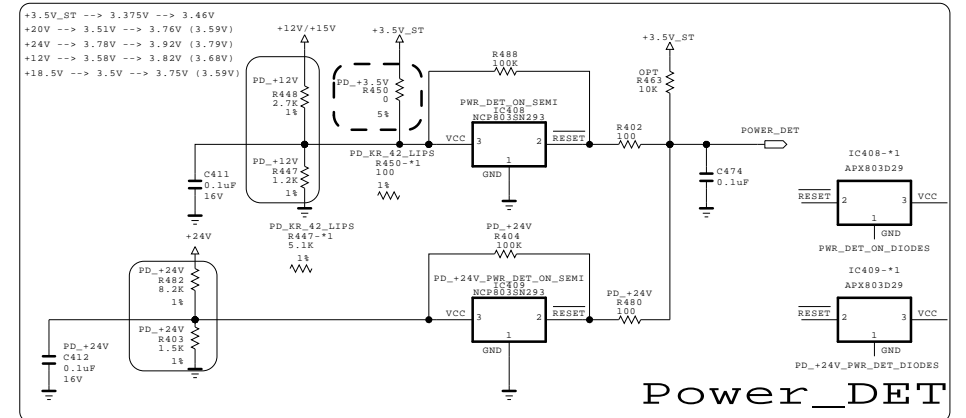 +3.5V_ST --> 3.375V --> 3.46V
+20V --> 3.51V --> 3.76V (3.59V)
+24V --> 3.78V --> 3.92V (3.79V)
+12V --> 3.58V --> 3.82V (3.68V)
+18.5V --> 3.5V --> 3.75V (3.59V)
+12V/+15V
PD_+12V
R448
2.7K
1%
+3.5V_ST
PD_+3.5V
R450
0
5%
R488
100K
PWR_DET_ON_SEMI
IC408
NCP803SN293
VCC
3
2
RESET
1
GND
R402
100
+3.5V_ST
OPT
R463
10K
POWER_DET
C474
0.1uF
C411
0.1uF
16V
PD_+12V
R447
1.2K
1%
PD_KR_42_LIPS
R450-*1
100
1%
PD_KR_42_LIPS
R447-*1
5.1K
1%
IC408-*1
APX803D29
RESET
2
3
VCC
1
GND
PWR_DET_ON_DIODES
+24V
PD_+24V
R482
8.2K
1%
PD_+24V
R403
1.5K
1%
PD_+24V
C412
0.1uF
16V
PD_+24V
R404
100K
PD_+24V_PWR_DET_ON_SEMI
IC409
NCP803SN293
VCC
3
2
RESET
1
GND
PD_+24V
R480
100
IC409-*1
APX803D29
RESET
2
3
VCC
1
GND
PD_+24V_PWR_DET_DIODES
Power_DET